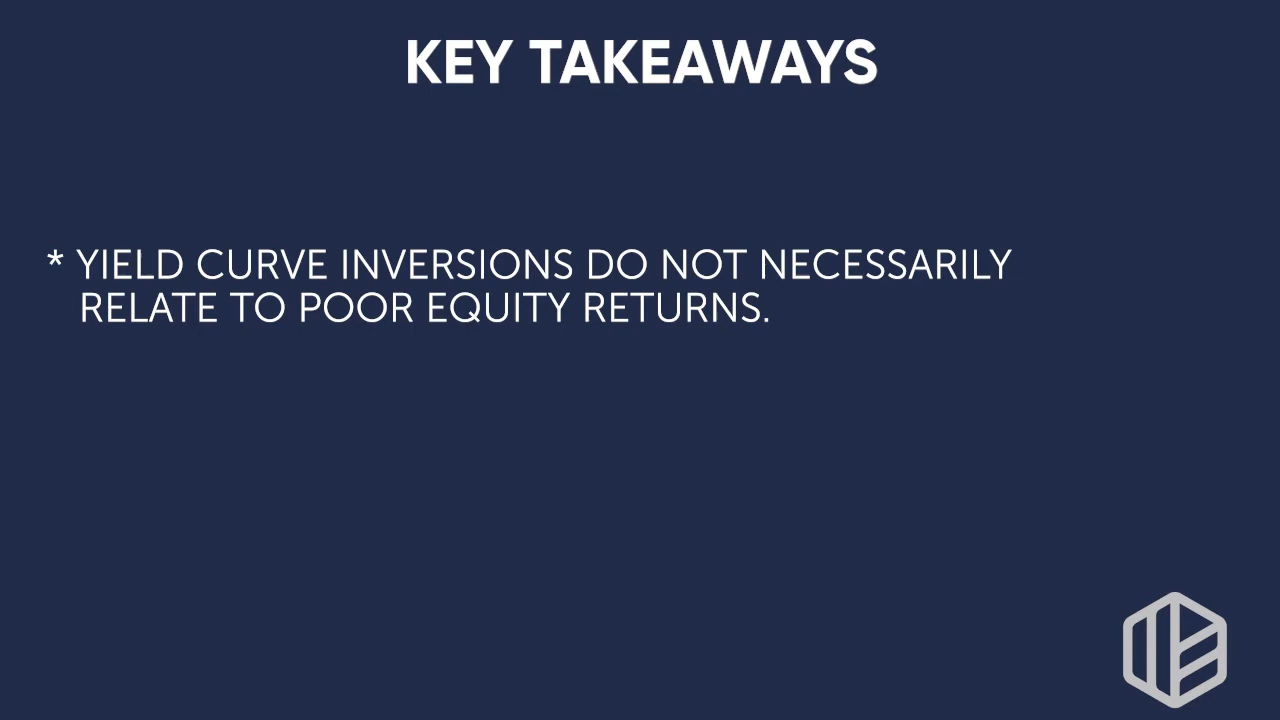 KEY TAKEAWAYS
* YIELD CURVE INVERSIONS DO NOT NECESSARILY
RELATE TO POOR EQUITY RETURNS.